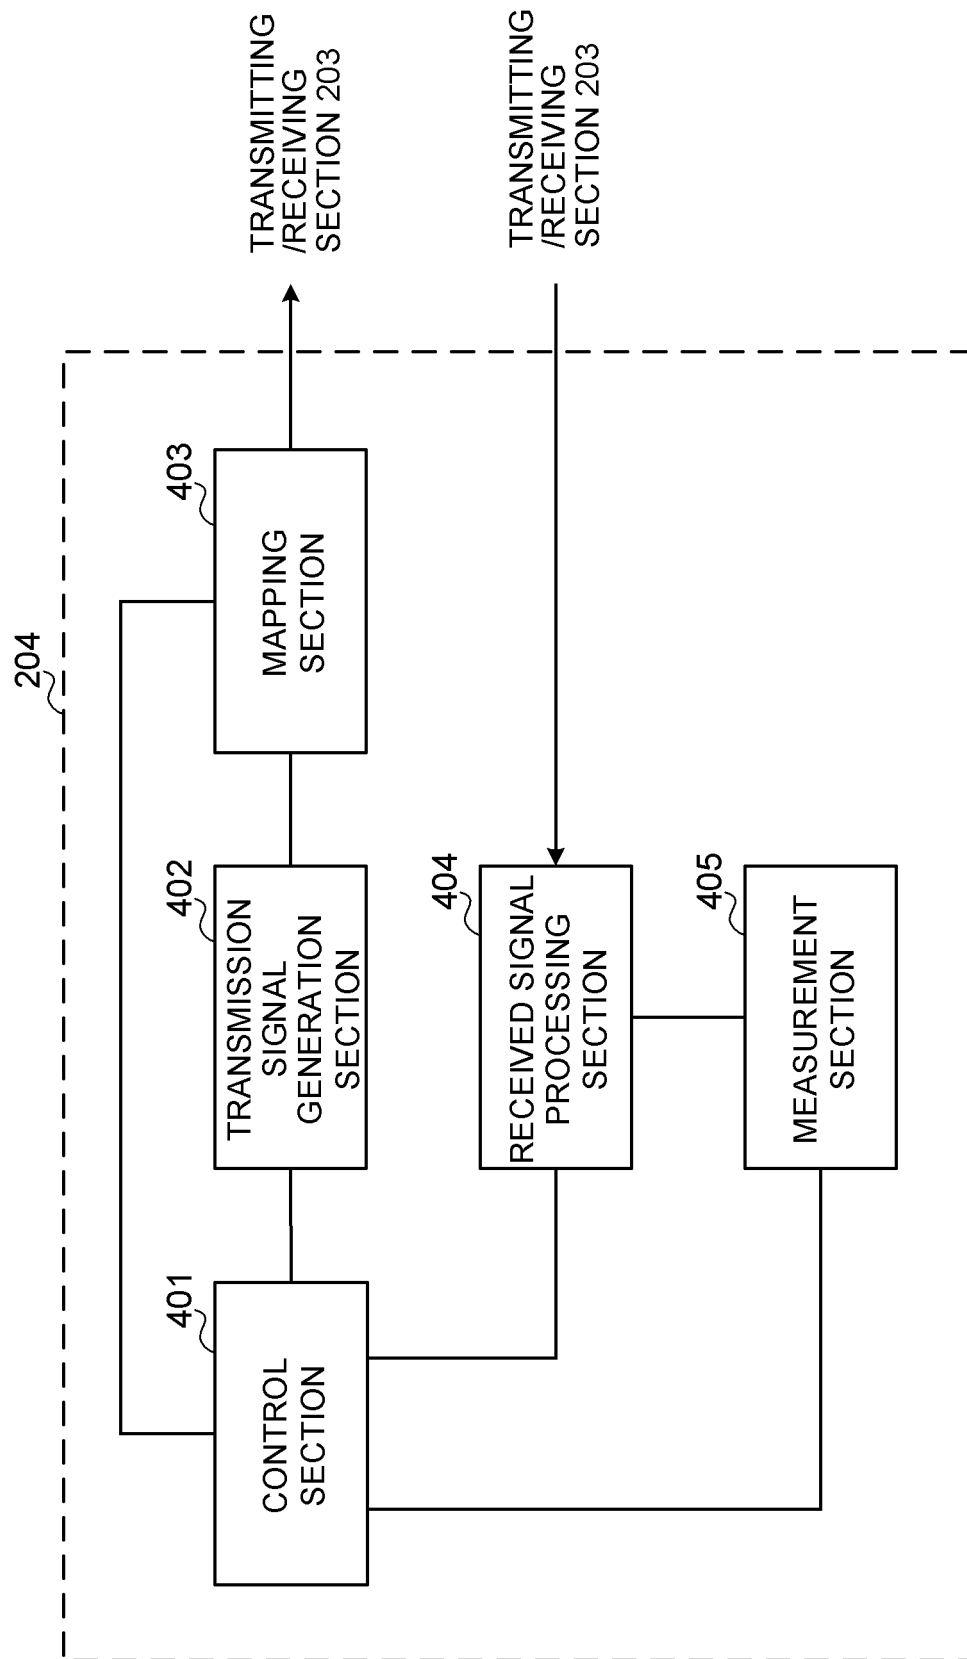 204
401
CONTROL
SECTION
402
TRANSMISSION
SIGNAL
GENERATION
SECTION
403
MAPPING
SECTION
TRANSMITTING
/RECEIVING
SECTION 203
404
RECEIVED SIGNAL
PROCESSING
SECTION
TRANSMITTING
/RECEIVING
SECTION 203
405
MEASUREMENT
SECTION